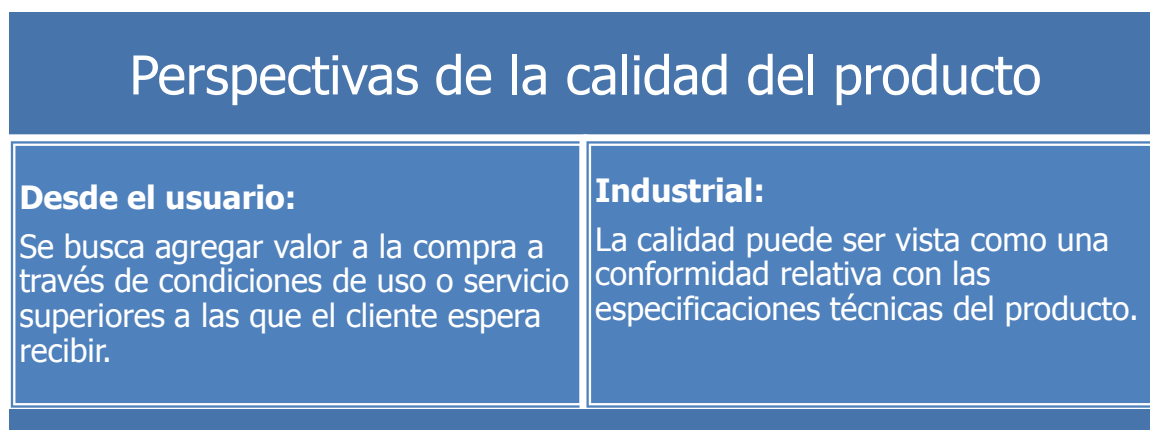 Perspectivas de la calidad del producto
Desde el usuario:
Se busca agregar valor a la compra a
través de condiciones de uso o servicio
superiores a las que el cliente espera
recibir.
Industrial:
La calidad puede ser vista como una
conformidad relativa con las
especificaciones técnicas del producto.